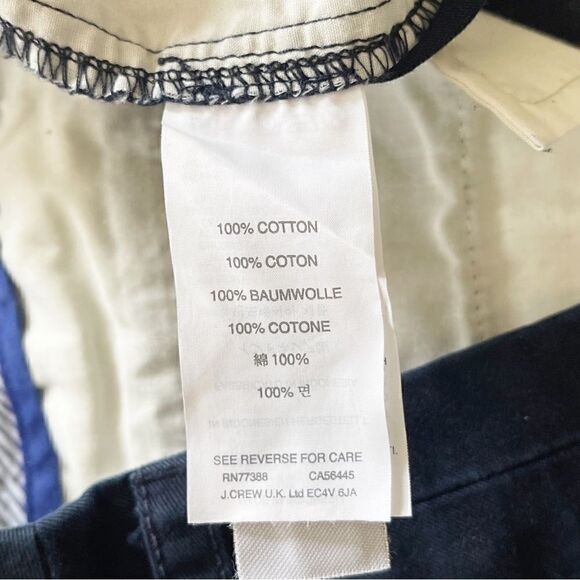 100% COTTON
100% COTON
100% BAUMWOLLE
100% COTONE
綿 100%
100% 면
SEE REVERSE FOR CARE
RN77388 CA56445
J.CREW U.K. Ltd EC4V 6JA